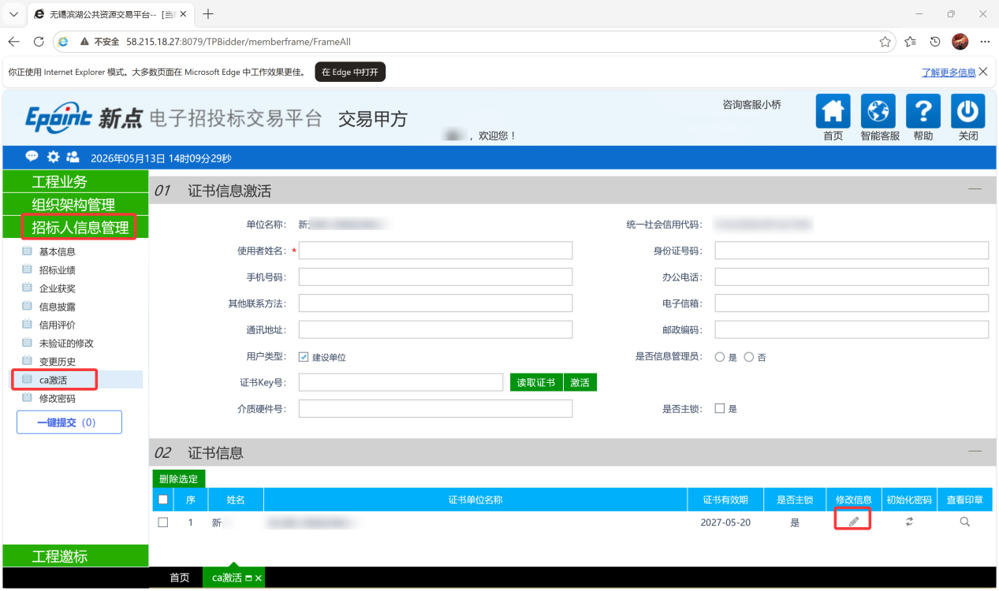 无锡滨湖公共资源交易平台-- [当
不安全 58.215.18.27:8079/TPBidder/memberframe/FrameAll
你正使用 Internet Explorer 模式。大多数页面在 Microsoft Edge 中工作效果更佳。 在 Edge 中打开 了解更多信息
Epoint 新点 电子招投标交易平台 交易甲方
咨询客服小桥
首页 智能客服 帮助 关闭
，欢迎您！
2026年05月13日 14时09分29秒
工程业务
组织架构管理
招标人信息管理
基本信息
招标业绩
企业获奖
信息披露
信用评价
未验证的修改
变更历史
ca激活
修改密码
一键提交（0）
工程邀标
01 证书信息激活
单位名称： 新 统一社会信用代码：
使用者姓名： * 身份证号码：
手机号码： 办公电话：
其他联系方法： 电子信箱：
通讯地址： 邮政编码：
用户类型： 建设单位 是否信息管理员： 是 否
证书Key号： 读取证书 激活
介质硬件号： 是否主锁： 是
02 证书信息
删除选定
序 姓名 证书单位名称 证书有效期 是否主锁 修改信息 初始化密码 查看印章
1 新 2027-05-20 是
首页 ca激活